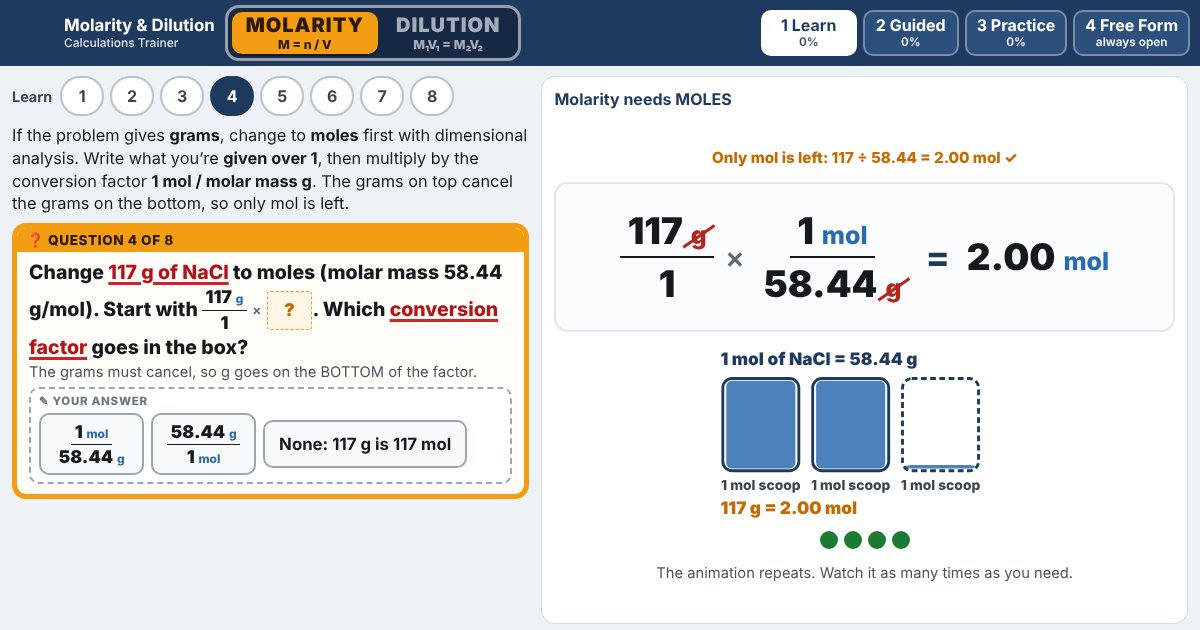 Molarity & Dilution
Calculations Trainer
MOLARITY
M = n / V
DILUTION
M₁V₁ = M₂V₂
1 Learn
0%
2 Guided
0%
3 Practice
0%
4 Free Form
always open
Learn 1 2 3 4 5 6 7 8
If the problem gives grams, change to moles first with dimensional
analysis. Write what you’re given over 1, then multiply by the
conversion factor 1 mol / molar mass g. The grams on top cancel
the grams on the bottom, so only mol is left.
❓ QUESTION 4 OF 8
Change 117 g of NaCl to moles (molar mass 58.44
g/mol). Start with 117 g / 1 × ? . Which conversion
factor goes in the box?
The grams must cancel, so g goes on the BOTTOM of the factor.
✎ YOUR ANSWER
1 mol
58.44 g
58.44 g
1 mol
None: 117 g is 117 mol
Molarity needs MOLES
Only mol is left: 117 ÷ 58.44 = 2.00 mol ✓
117 g
1
×
1 mol
58.44 g
= 2.00 mol
1 mol of NaCl = 58.44 g
1 mol scoop 1 mol scoop 1 mol scoop
117 g = 2.00 mol
The animation repeats. Watch it as many times as you need.